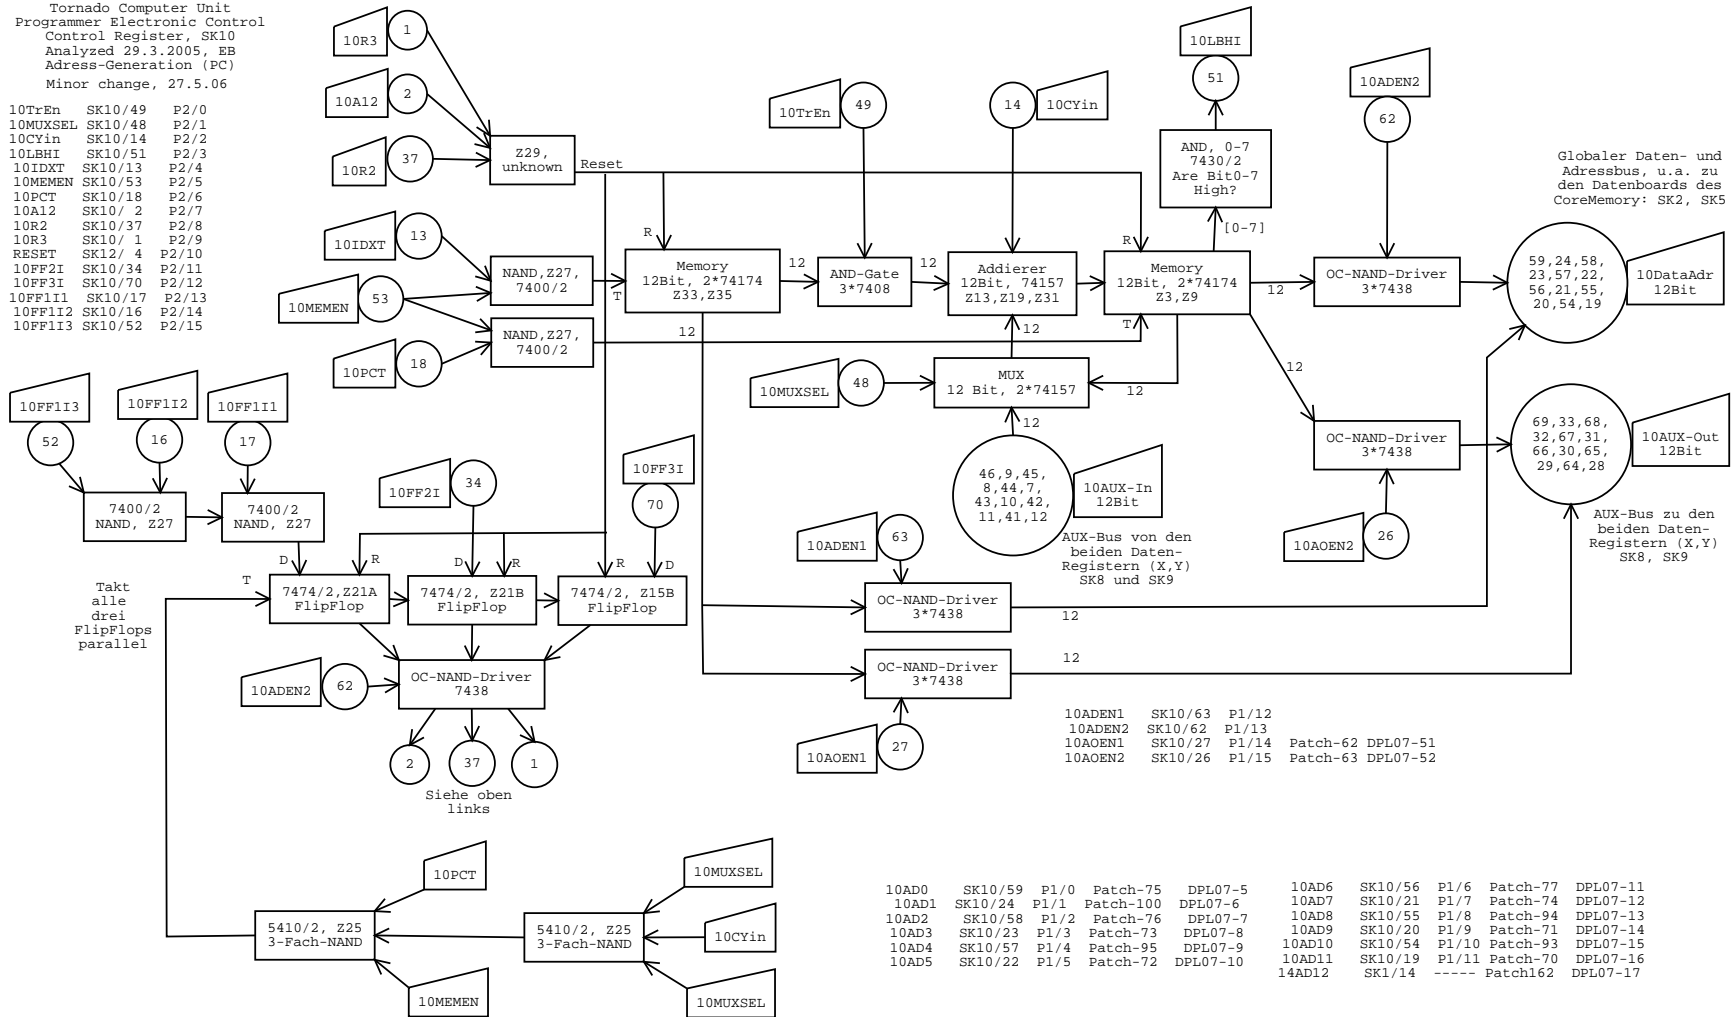 Tornado Computer Unit
Programmer Electronic Control
Control Register, SK10
Analyzed 29.3.2005, EB
Adress-Generation (PC)
Minor change, 27.5.06
10TrEn SK10/49 P2/0
10MUXSEL SK10/48 P2/1
10CYin SK10/14 P2/2
10LBHI SK10/51 P2/3
10IDXT SK10/13 P2/4
10MEMEN SK10/53 P2/5
10PCT SK10/18 P2/6
10A12 SK10/ 2 P2/7
10R2 SK10/37 P2/8
10R3 SK10/ 1 P2/9
RESET SK12/ 4 P2/10
10FF2I SK10/34 P2/11
10FF3I SK10/70 P2/12
10FF1I1 SK10/17 P2/13
10FF1I2 SK10/16 P2/14
10FF1I3 SK10/52 P2/15
10R3
1
10A12
2
10R2
37
Z29,
unknown
Reset
10IDXT
13
10MEMEN
53
10PCT
18
NAND,Z27,
7400/2
NAND,Z27,
7400/2
R
T
Memory
12Bit, 2*74174
Z33,Z35
12
12
10TrEn
49
AND-Gate
3*7408
12
14
10CYin
Addierer
12Bit, 74157
Z13,Z19,Z31
12
10MUXSEL
48
MUX
12 Bit, 2*74157
12
12
46,9,45,
8,44,7,
43,10,42,
11,41,12
10AUX-In
12Bit
AUX-Bus von den
beiden Daten-
Registern (X,Y)
SK8 und SK9
10LBHI
51
AND, 0-7
7430/2
Are Bit0-7
High?
[0-7]
R
T
Memory
12Bit, 2*74174
Z3,Z9
12
12
10ADEN2
62
OC-NAND-Driver
3*7438
Globaler Daten- und
Adressbus, u.a. zu
den Datenboards des
CoreMemory: SK2, SK5
59,24,58,
23,57,22,
56,21,55,
20,54,19
10DataAdr
12Bit
OC-NAND-Driver
3*7438
10AOEN2
26
69,33,68,
32,67,31,
66,30,65,
29,64,28
10AUX-Out
12Bit
AUX-Bus zu den
beiden Daten-
Registern (X,Y)
SK8, SK9
10FF1I3
52
10FF1I2
16
10FF1I1
17
7400/2
NAND, Z27
7400/2
NAND, Z27
10FF2I
34
10FF3I
70
D
R
D
R
R
D
T
Takt
alle
drei
FlipFlops
parallel
7474/2,Z21A
FlipFlop
7474/2, Z21B
FlipFlop
7474/2, Z15B
FlipFlop
10ADEN2
62
OC-NAND-Driver
7438
2
37
1
Siehe oben
links
10ADEN1
63
OC-NAND-Driver
3*7438
12
OC-NAND-Driver
3*7438
12
10AOEN1
27
10ADEN1 SK10/63 P1/12
10ADEN2 SK10/62 P1/13
10AOEN1 SK10/27 P1/14 Patch-62 DPL07-51
10AOEN2 SK10/26 P1/15 Patch-63 DPL07-52
10PCT
5410/2, Z25
3-Fach-NAND
10MEMEN
10MUXSEL
5410/2, Z25
3-Fach-NAND
10CYin
10MUXSEL
10AD0 SK10/59 P1/0 Patch-75 DPL07-5
10AD1 SK10/24 P1/1 Patch-100 DPL07-6
10AD2 SK10/58 P1/2 Patch-76 DPL07-7
10AD3 SK10/23 P1/3 Patch-73 DPL07-8
10AD4 SK10/57 P1/4 Patch-95 DPL07-9
10AD5 SK10/22 P1/5 Patch-72 DPL07-10
10AD6 SK10/56 P1/6 Patch-77 DPL07-11
10AD7 SK10/21 P1/7 Patch-74 DPL07-12
10AD8 SK10/55 P1/8 Patch-94 DPL07-13
10AD9 SK10/20 P1/9 Patch-71 DPL07-14
10AD10 SK10/54 P1/10 Patch-93 DPL07-15
10AD11 SK10/19 P1/11 Patch-70 DPL07-16
14AD12 SK1/14 ----- Patch162 DPL07-17